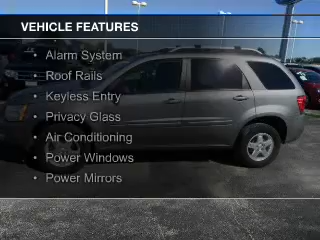 VEHICLE FEATURES
• Alarm System
• Roof Rails
• Keyless Entry
• Privacy Glass
• Air Conditioning
• Power Windows
• Power Mirrors